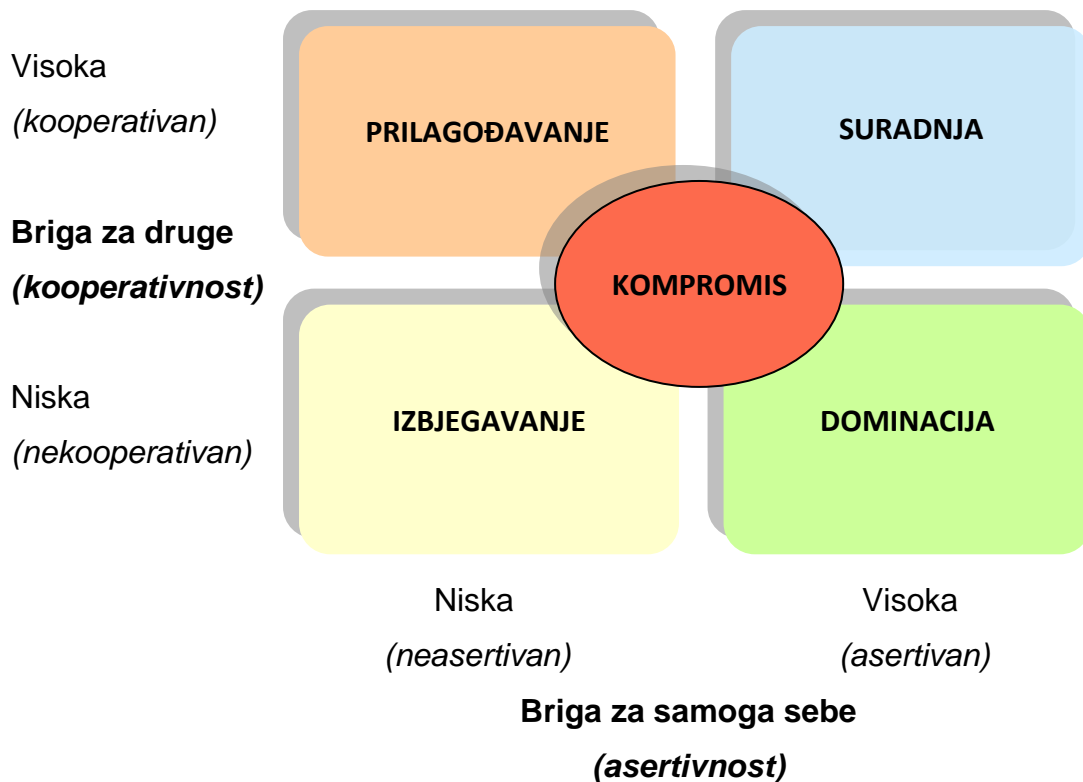 Visoka
(kooperativan)
PRILAGOĐAVANJE
SURADNJA
Briga za druge
(kooperativnost)
KOMPROMIS
Niska
(nekooperativan)
IZBJEGAVANJE
DOMINACIJA
Niska
(neasertivan)
Visoka
(asertivan)
Briga za samoga sebe
(asertivnost)